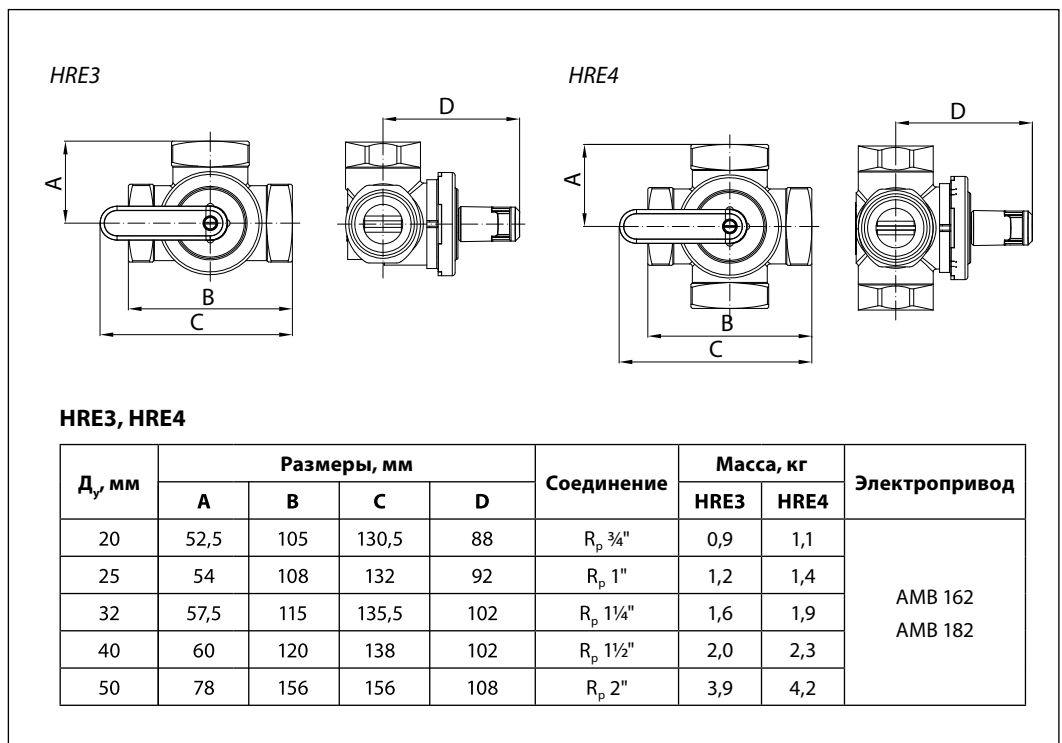 HRE3
HRE4
D
D
A
A
B
C
B
C
HRE3, HRE4
Ду, мм Размеры, мм Соединение Масса, кг Электропривод
A B C D HRE3 HRE4
20 52,5 105 130,5 88 Rp ¾" 0,9 1,1
25 54 108 132 92 Rp 1" 1,2 1,4
32 57,5 115 135,5 102 Rp 1¼" 1,6 1,9
40 60 120 138 102 Rp 1½" 2,0 2,3
50 78 156 156 108 Rp 2" 3,9 4,2
AMB 162
AMB 182